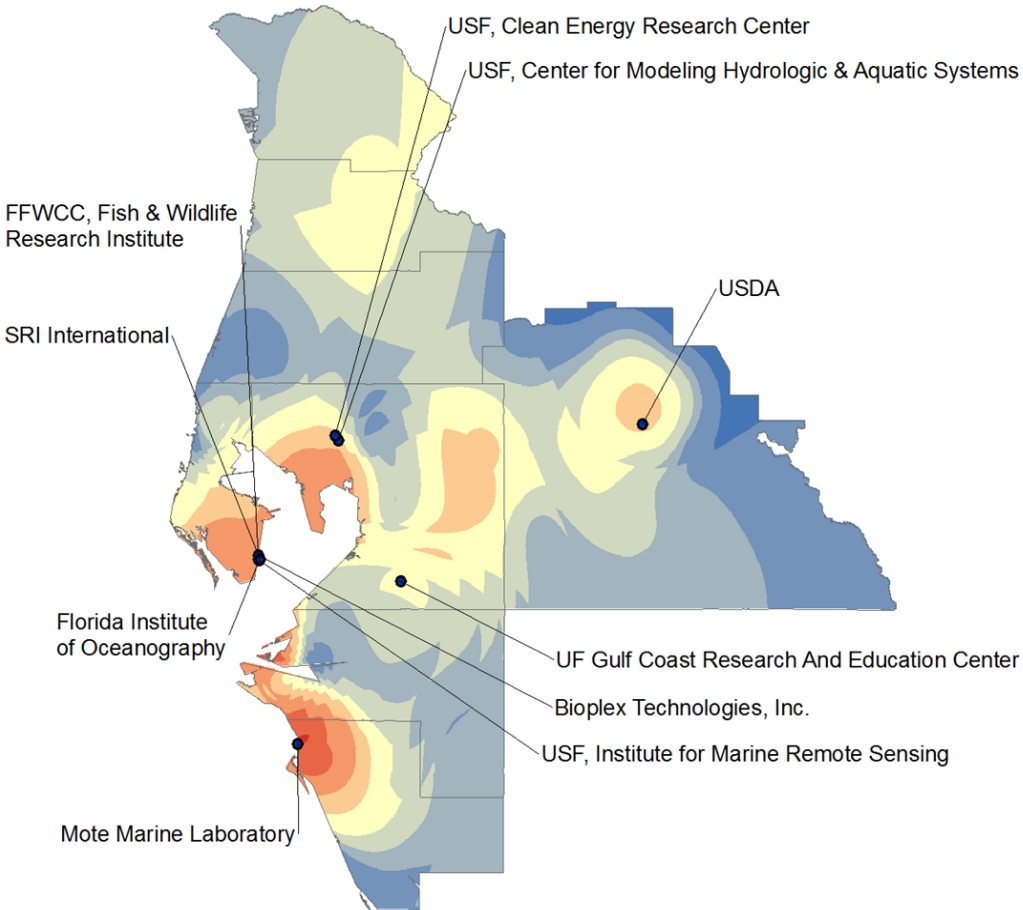 USF, Clean Energy Research Center
USF, Center for Modeling Hydrologic & Aquatic Systems
FFWCC, Fish & Wildlife
Research Institute
USDA
SRI International
Florida Institute
of Oceanography
UF Gulf Coast Research And Education Center
Bioplex Technologies, Inc.
USF, Institute for Marine Remote Sensing
Mote Marine Laboratory